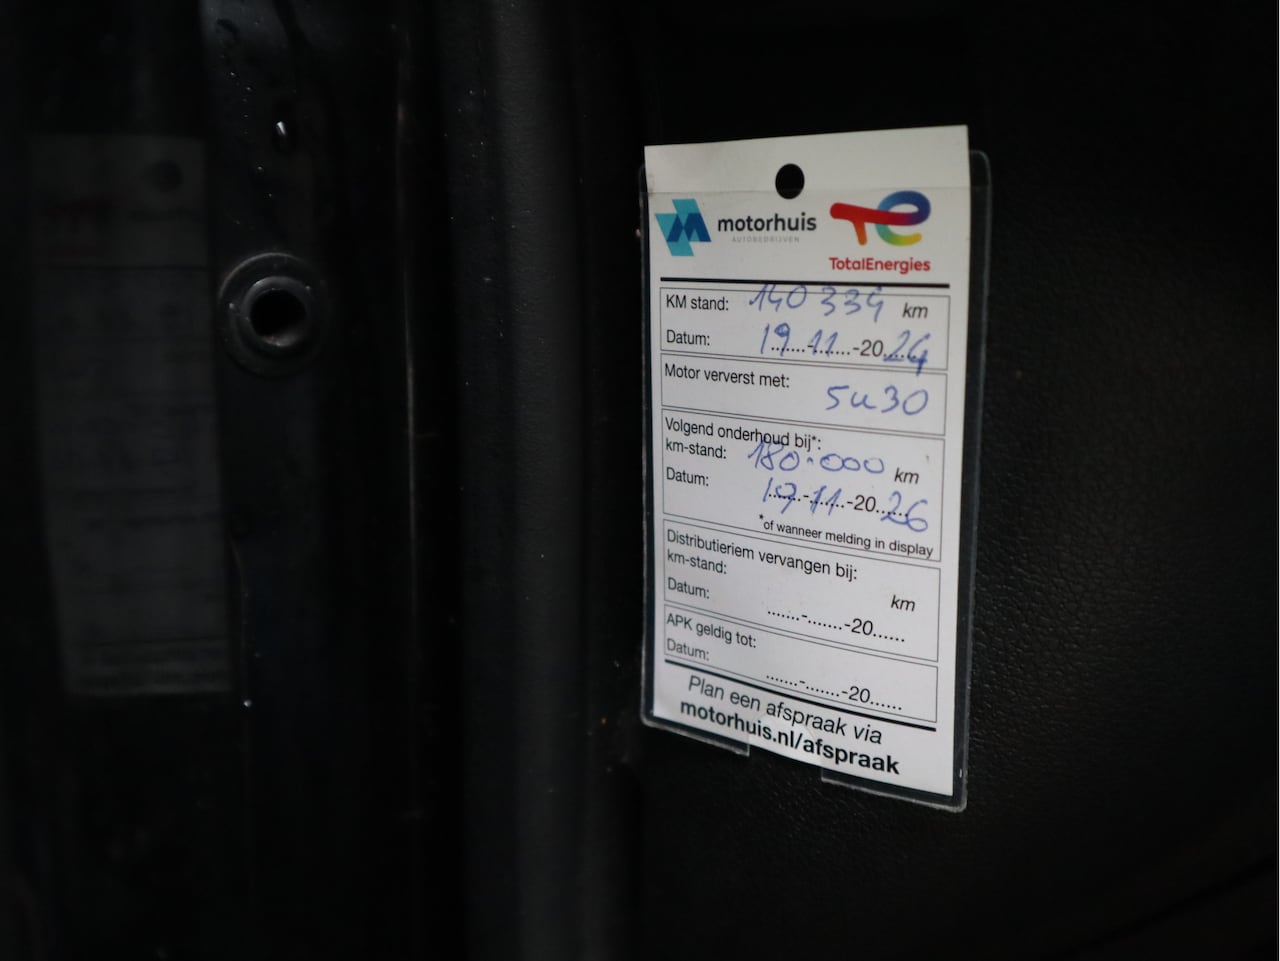 motorhuis
AUTOBEDRIJVEN
TotalEnergies
KM stand: 140 334 km
Datum: 19-11-2024
Motor ververst met:
5w30
Volgend onderhoud bij*:
km-stand: 180.000 km
Datum: 19-11-2026
*of wanneer melding in display
Distributieriem vervangen bij:
km-stand: km
Datum: .......-.......-20......
APK geldig tot:
Datum: .......-.......-20......
Plan een afspraak via
motorhuis.nl/afspraak